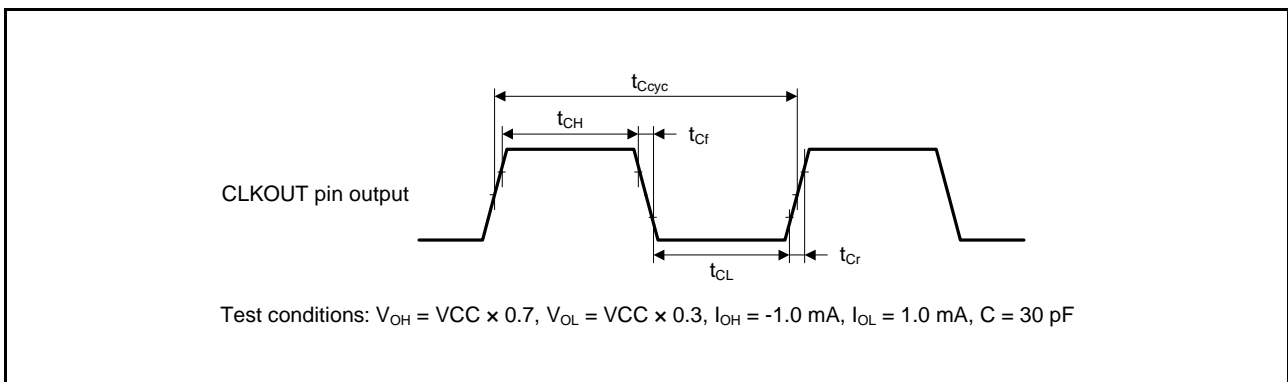 tCcyc
tCH
tCf
CLKOUT pin output
tCL
tCr
Test conditions: VOH = VCC × 0.7, VOL = VCC × 0.3, IOH = -1.0 mA, IOL = 1.0 mA, C = 30 pF